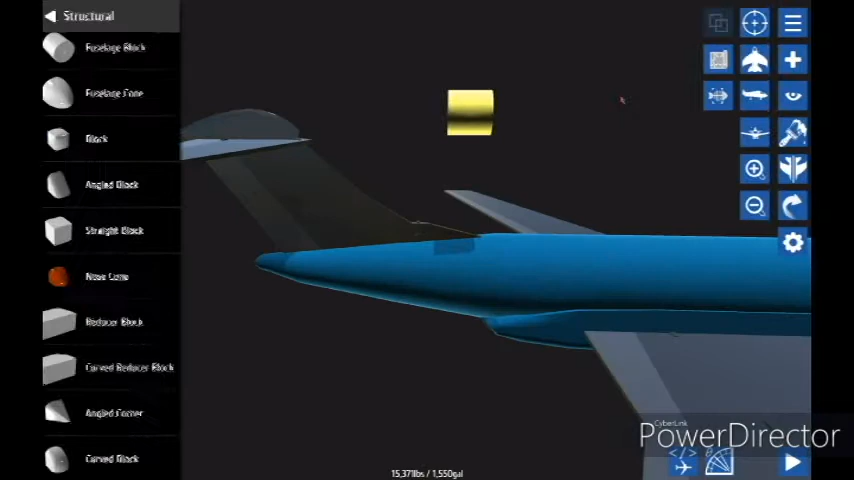 Structural
Fuselage Block
Fuselage Cone
Block
Angled Block
Straight Block
Nose Cone
Reducer Block
Curved Reducer Block
Angled Corner
Curved Block
15,371lbs / 1,550gal
CyberLink
PowerDirector